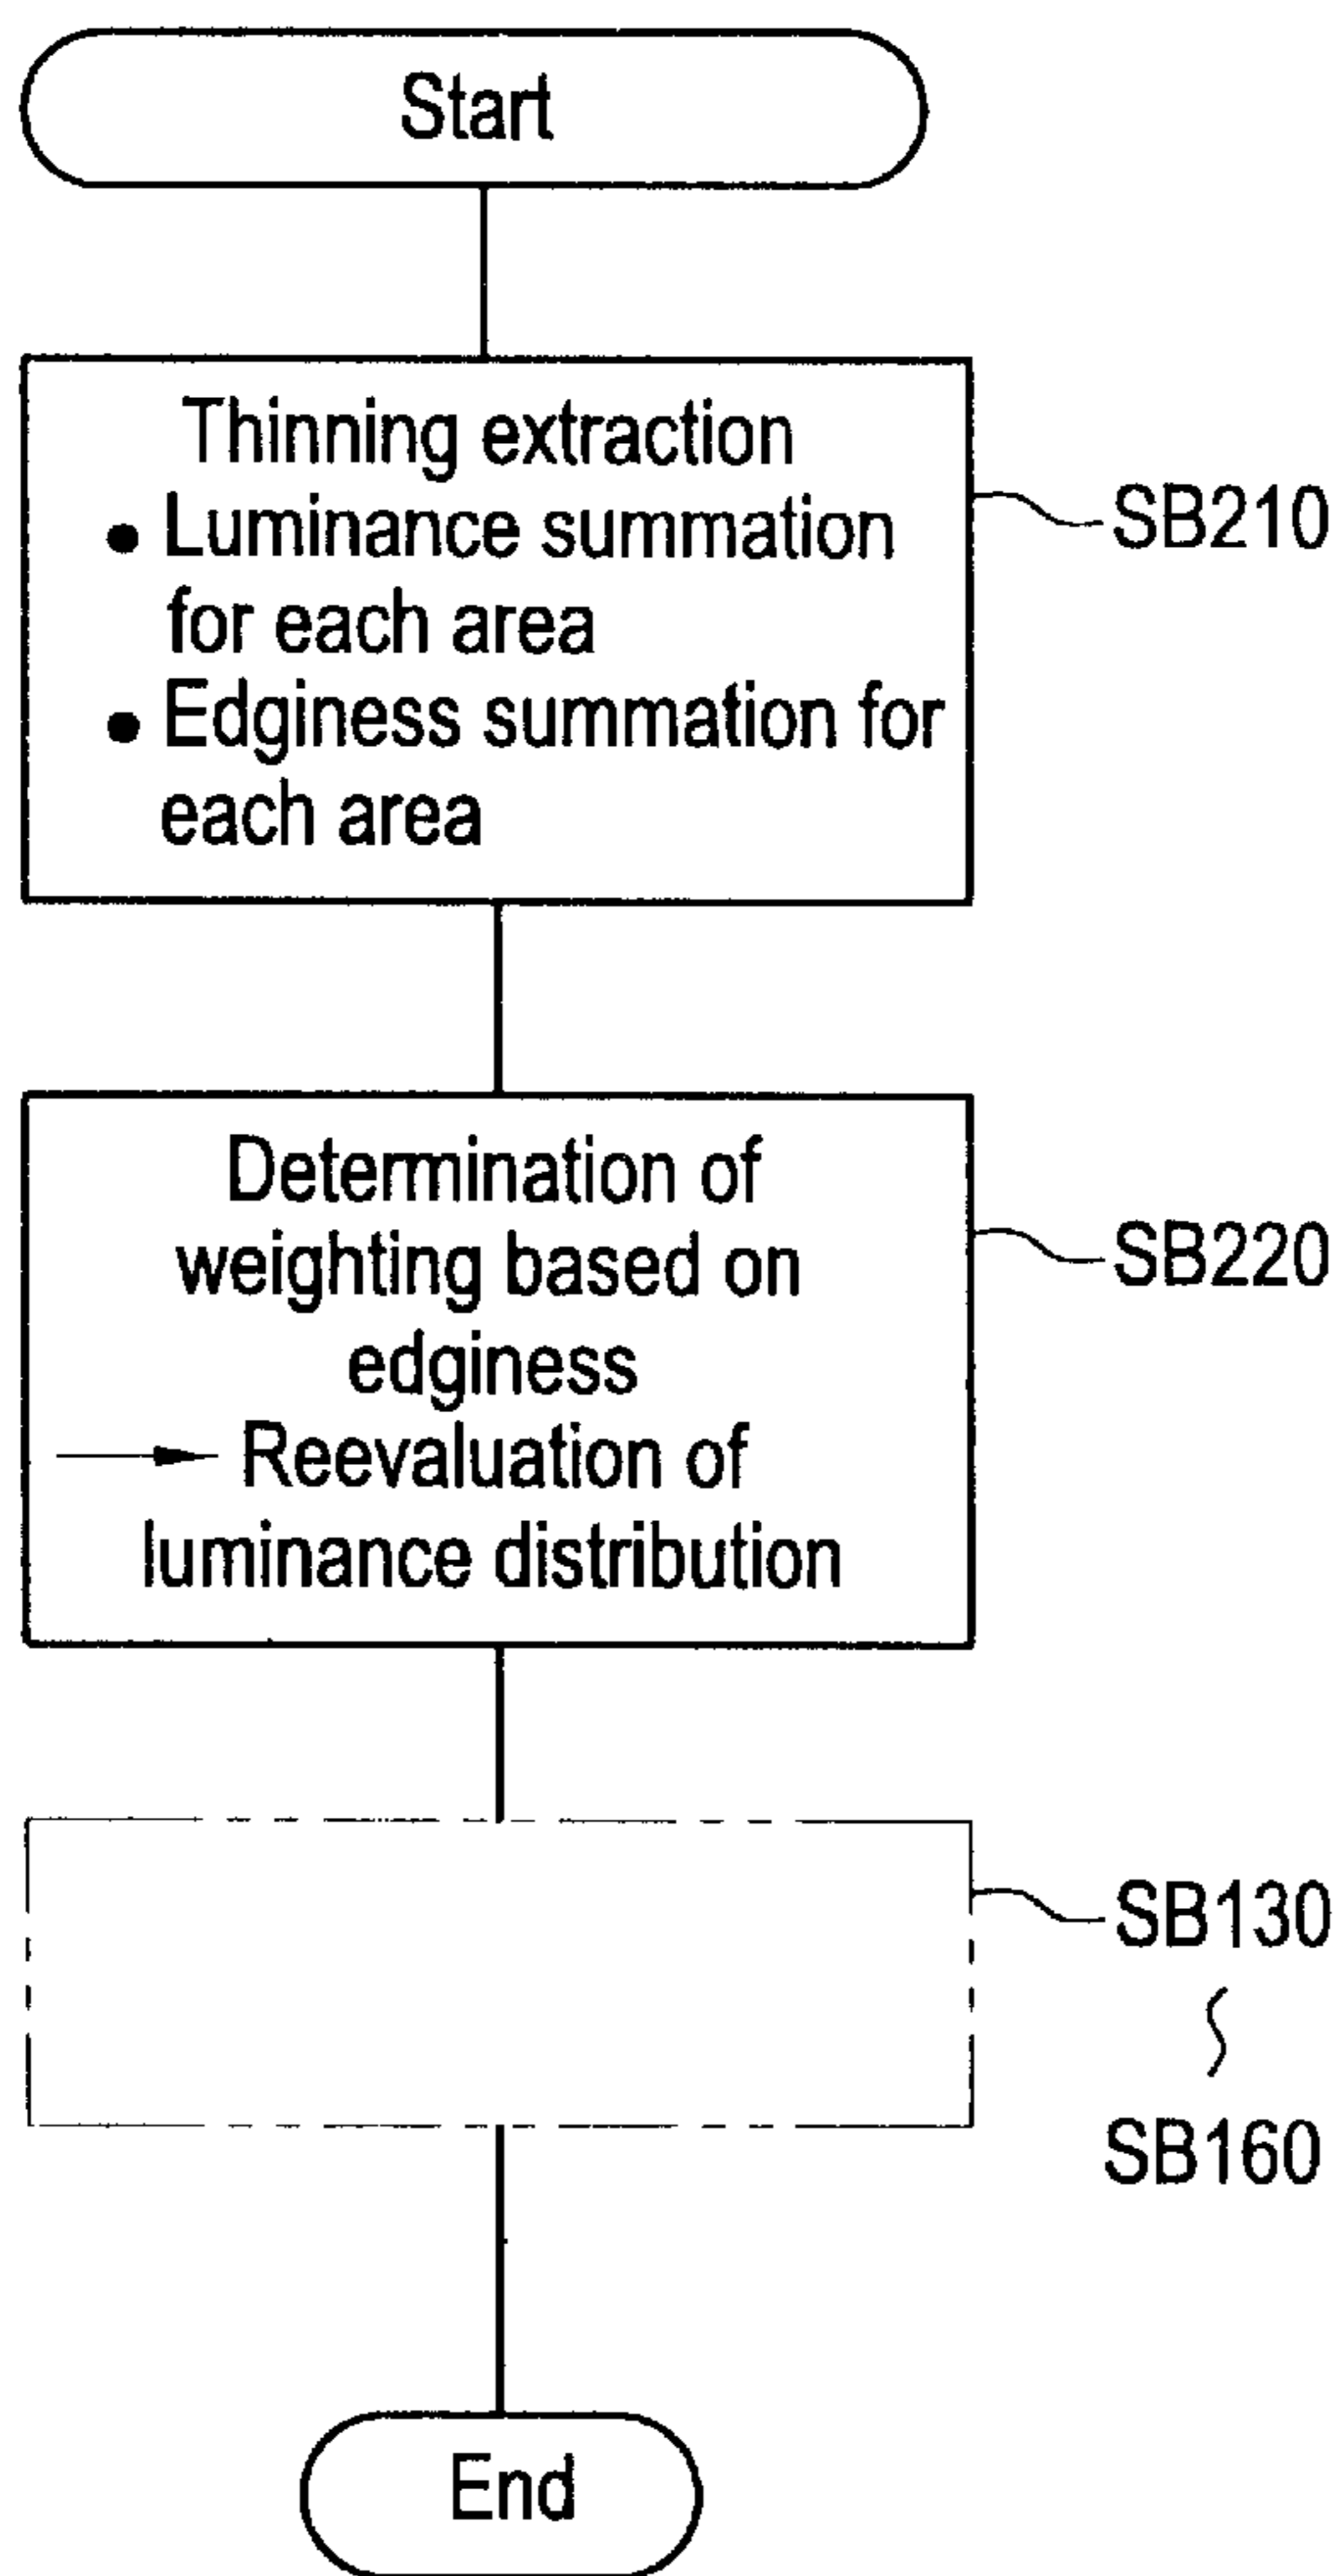 Start
Thinning extraction
• Luminance summation
for each area
• Edginess summation for
each area
SB210
Determination of
weighting based on
edginess
→ Reevaluation of
luminance distribution
SB220
SB130
SB160
End